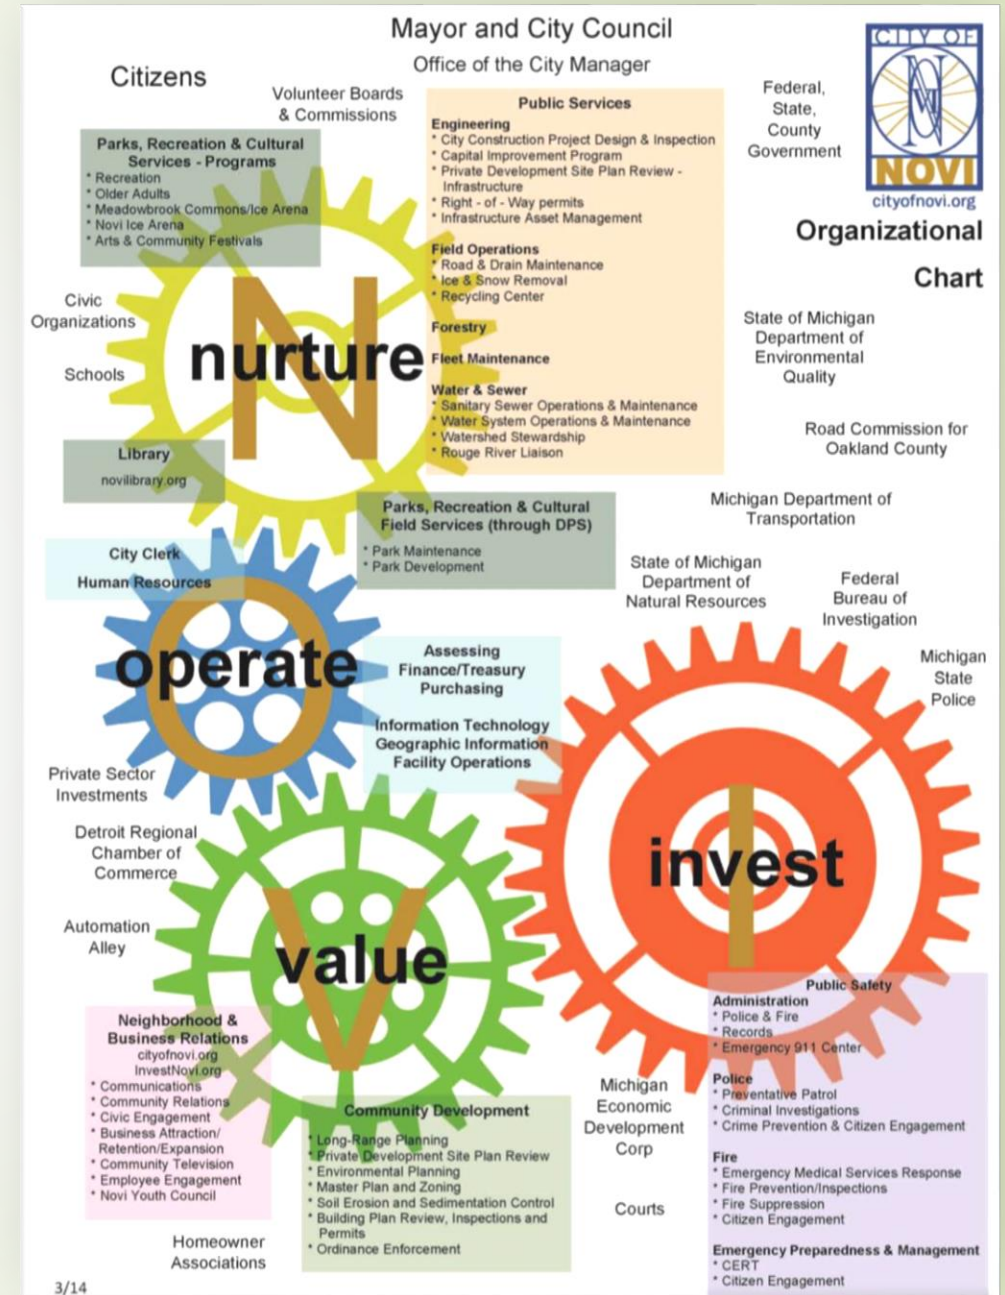 Mayor and City Council
Office of the City Manager
Citizens
Volunteer Boards
& Commissions
Federal,
State,
County
Government
CITY OF
NOVI
cityofnovi.org
Organizational
Chart
Parks, Recreation & Cultural
Services - Programs
* Recreation
* Older Adults
* Meadowbrook Commons/Ice Arena
* Novi Ice Arena
* Arts & Community Festivals
Public Services
Engineering
* City Construction Project Design & Inspection
* Capital Improvement Program
* Private Development Site Plan Review -
Infrastructure
* Right - of - Way permits
* Infrastructure Asset Management
Field Operations
* Road & Drain Maintenance
* Ice & Snow Removal
* Recycling Center
Forestry
Fleet Maintenance
Water & Sewer
* Sanitary Sewer Operations & Maintenance
* Water System Operations & Maintenance
* Watershed Stewardship
* Rouge River Liaison
Civic
Organizations
Schools
N
nurture
State of Michigan
Department of
Environmental
Quality
Road Commission for
Oakland County
Library
novilibrary.org
Parks, Recreation & Cultural
Field Services (through DPS)
* Park Maintenance
* Park Development
Michigan Department of
Transportation
State of Michigan
Department of
Natural Resources
Federal
Bureau of
Investigation
Michigan
State
Police
City Clerk
Human Resources
O
operate
Assessing
Finance/Treasury
Purchasing
Information Technology
Geographic Information
Facility Operations
Private Sector
Investments
Detroit Regional
Chamber of
Commerce
Automation
Alley
V
value
I
invest
Neighborhood &
Business Relations
cityofnovi.org
InvestNovi.org
* Communications
* Community Relations
* Civic Engagement
* Business Attraction/
Retention/Expansion
* Community Television
* Employee Engagement
* Novi Youth Council
Community Development
* Long-Range Planning
* Private Development Site Plan Review
* Environmental Planning
* Master Plan and Zoning
* Soil Erosion and Sedimentation Control
* Building Plan Review, Inspections and
Permits
* Ordinance Enforcement
Michigan
Economic
Development
Corp
Courts
Public Safety
Administration
* Police & Fire
* Records
* Emergency 911 Center
Police
* Preventative Patrol
* Criminal Investigations
* Crime Prevention & Citizen Engagement
Fire
* Emergency Medical Services Response
* Fire Prevention/Inspections
* Fire Suppression
* Citizen Engagement
Emergency Preparedness & Management
* CERT
* Citizen Engagement
Homeowner
Associations
3/14